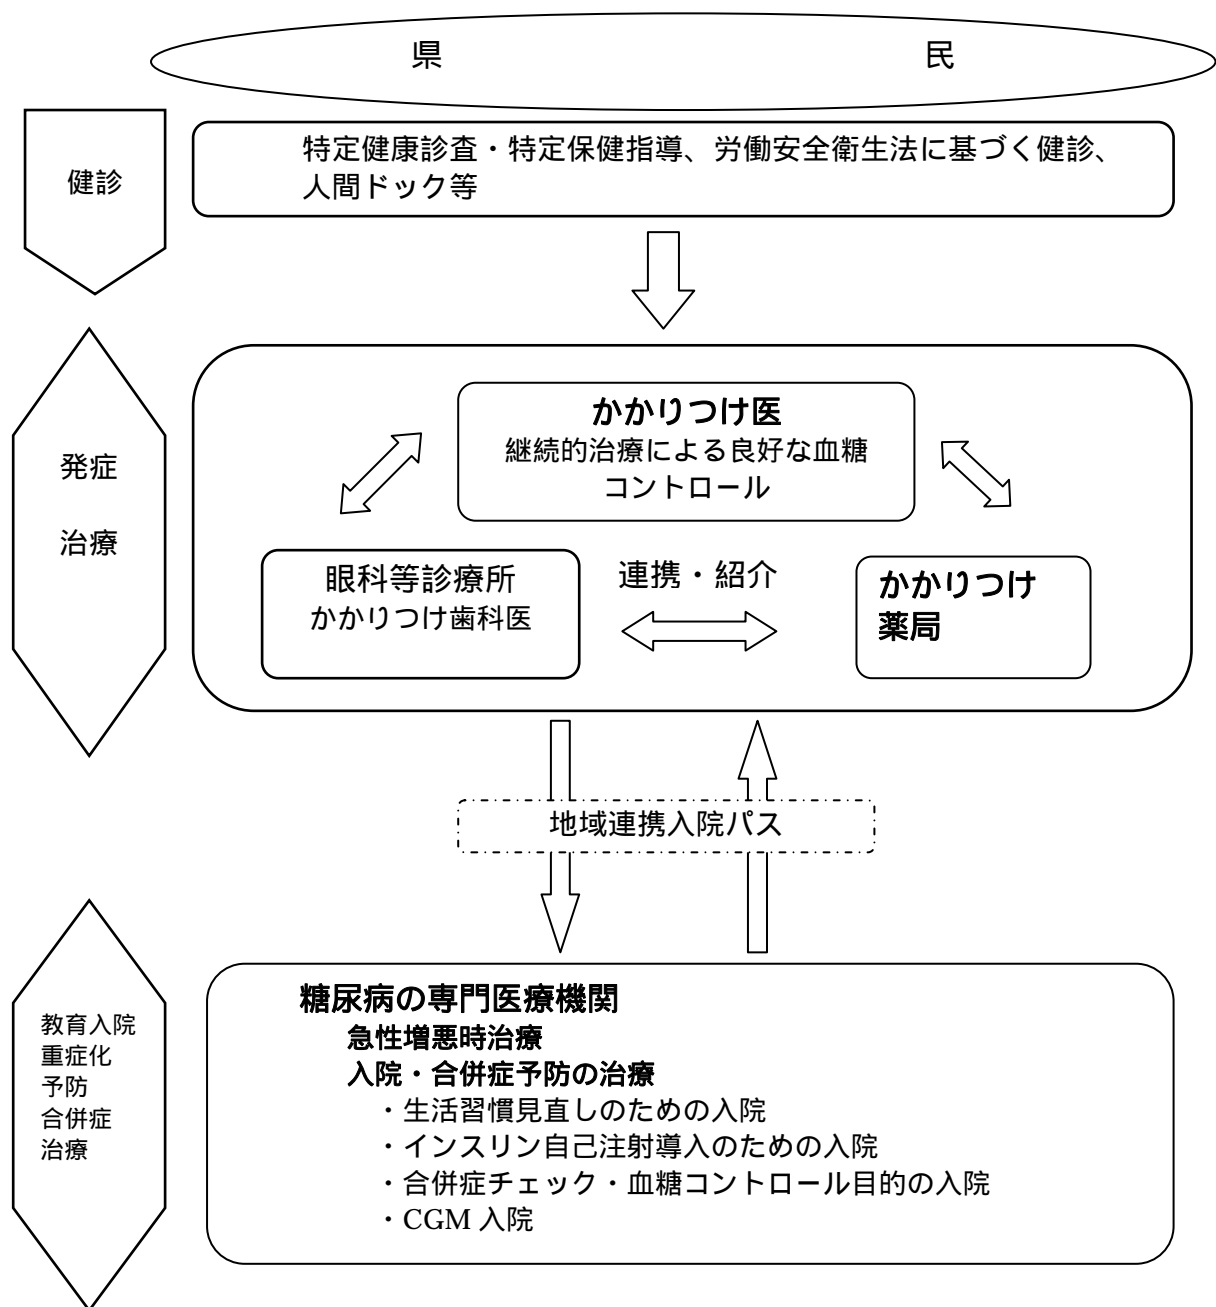 県 民
健診
特定健康診査・特定保健指導、労働安全衛生法に基づく健診、
人間ドック等
発症
治療
かかりつけ医
継続的治療による良好な血糖
コントロール
眼科等診療所
かかりつけ歯科医
連携・紹介
かかりつけ
薬局
地域連携入院パス
教育入院
重症化
予防
合併症
治療
糖尿病の専門医療機関
急性増悪時治療
入院・合併症予防の治療
・生活習慣見直しのための入院
・インスリン自己注射導入のための入院
・合併症チェック・血糖コントロール目的の入院
・CGM 入院